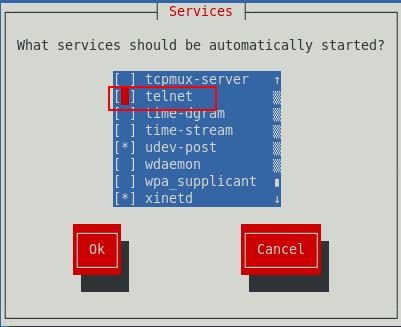 Services
What services should be automatically started?
[ ] tcpmux-server ↑
[ ] telnet
[ ] time-dgram
[ ] time-stream
[*] udev-post
[ ] wdaemon
[ ] wpa_supplicant
[*] xinetd ↓
Ok Cancel